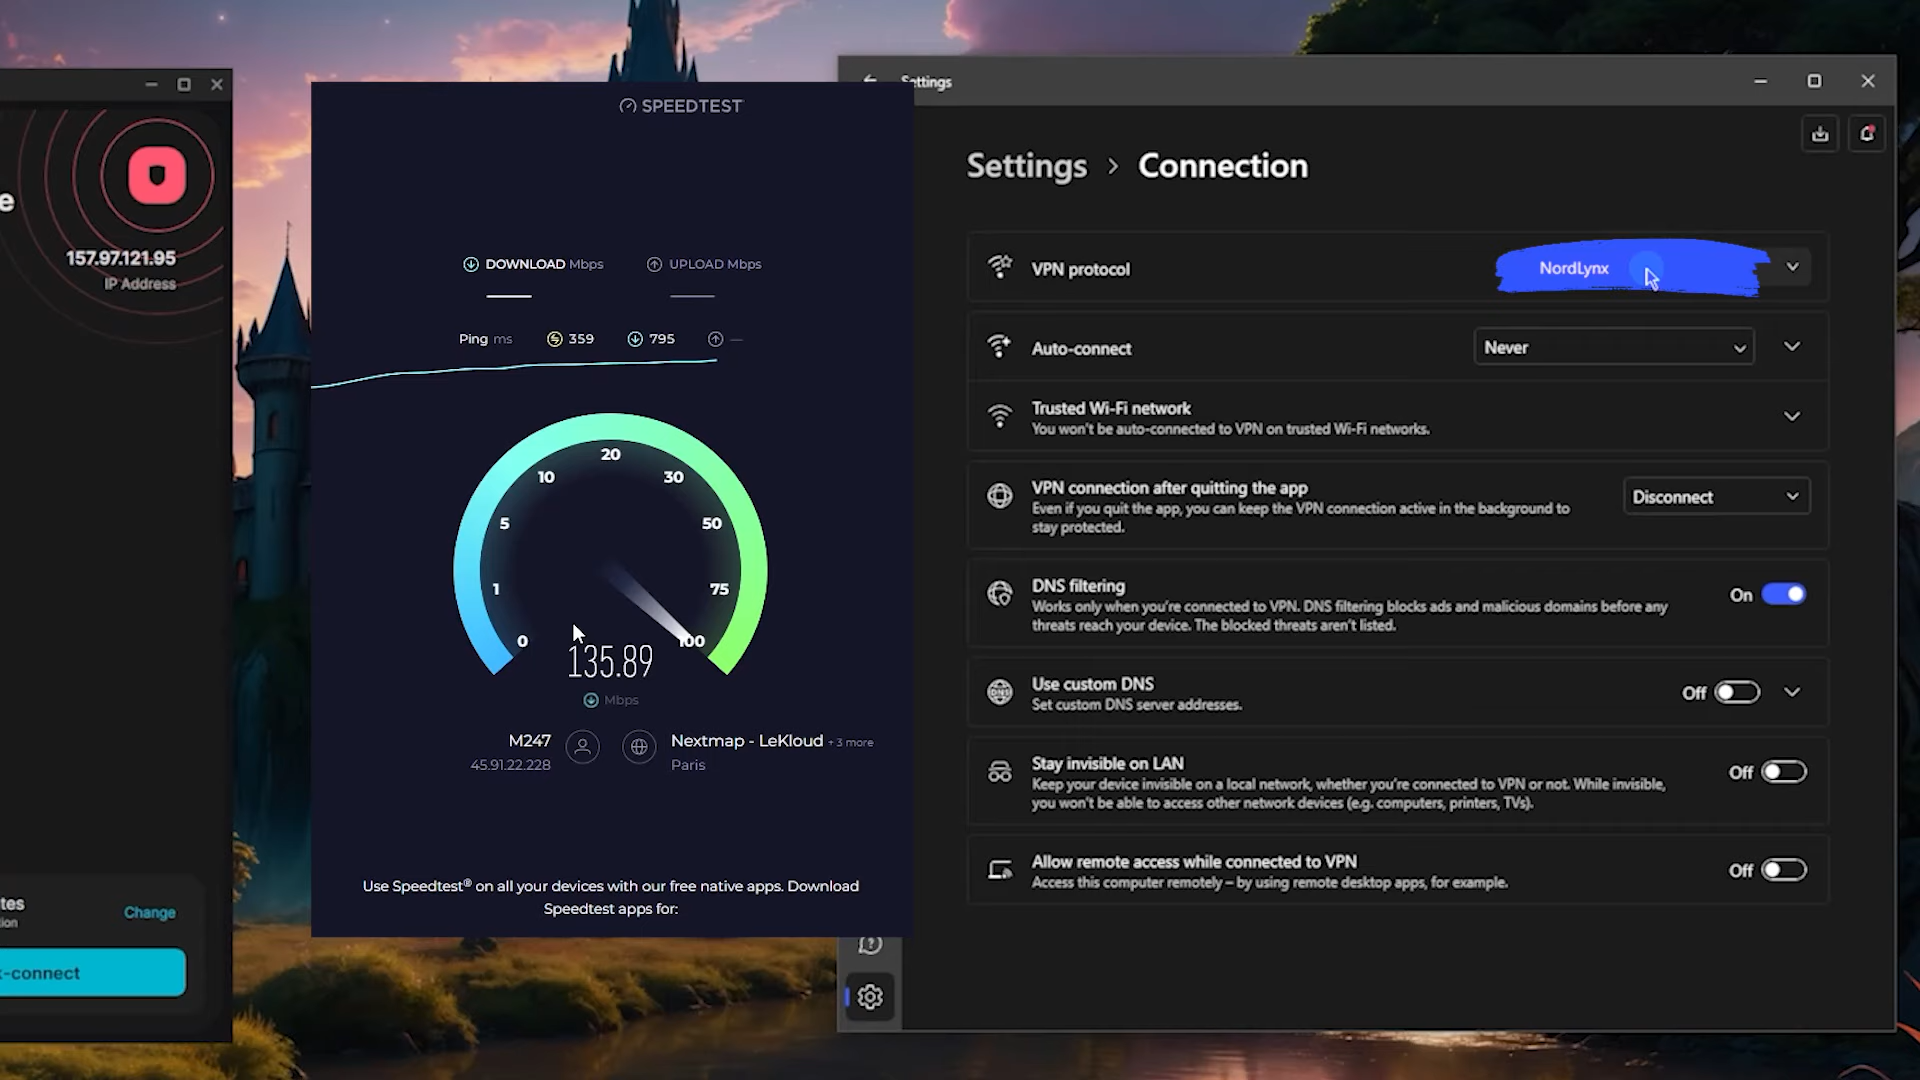 e
157.97.121.95
IP Address
tes
ion
Change
-connect
SPEEDTEST
DOWNLOAD Mbps
UPLOAD Mbps
Ping ms
359
795
—
0
1
5
10
20
30
50
75
100
135.89
Mbps
M247
45.91.22.228
Nextmap - LeKloud + 3 more
Paris
Use Speedtest® on all your devices with our free native apps. Download
Speedtest apps for:
Settings
Settings > Connection
VPN protocol
NordLynx
Auto-connect
Never
Trusted Wi-Fi network
You won't be auto-connected to VPN on trusted Wi-Fi networks.
VPN connection after quitting the app
Even if you quit the app, you can keep the VPN connection active in the background to
stay protected.
Disconnect
DNS filtering
Works only when you're connected to VPN. DNS filtering blocks ads and malicious domains before any
threats reach your device. The blocked threats aren't listed.
On
DNS
Use custom DNS
Set custom DNS server addresses.
Off
Stay invisible on LAN
Keep your device invisible on a local network, whether you're connected to VPN or not. While invisible,
you won't be able to access other network devices (e.g. computers, printers, TVs).
Off
Allow remote access while connected to VPN
Access this computer remotely – by using remote desktop apps, for example.
Off